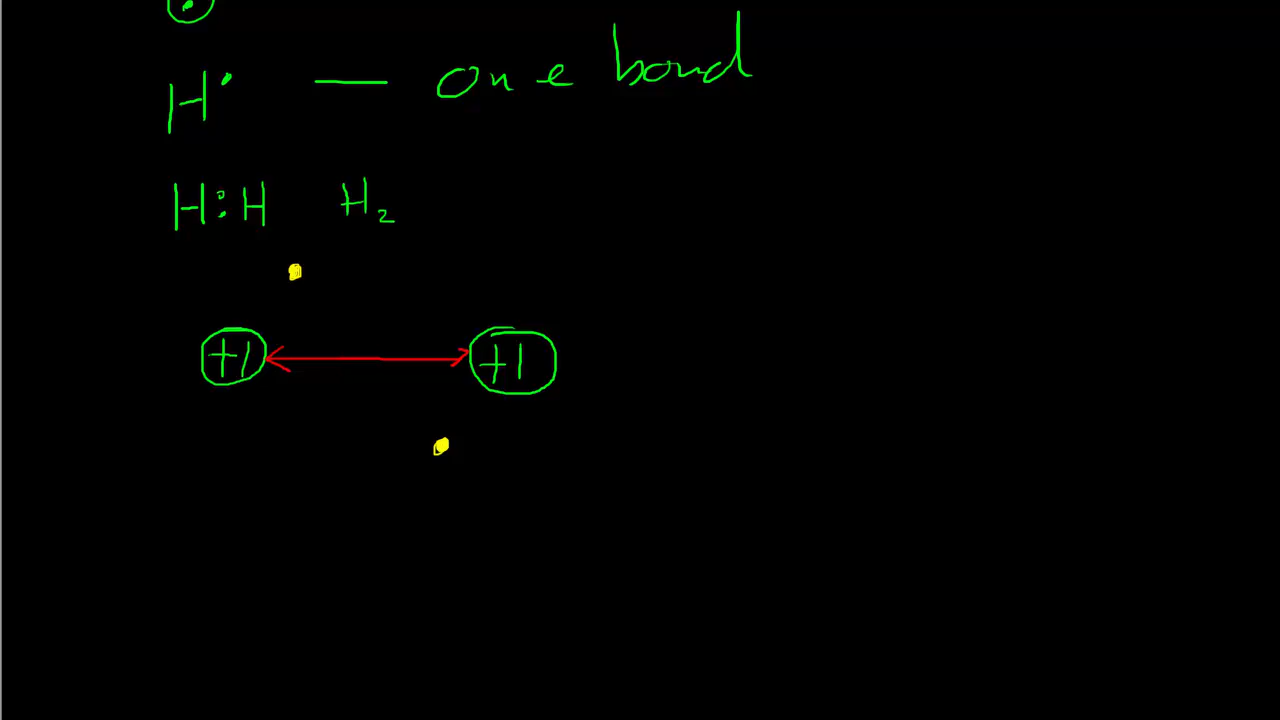 H· — one bond
H:H H₂
+1 +1